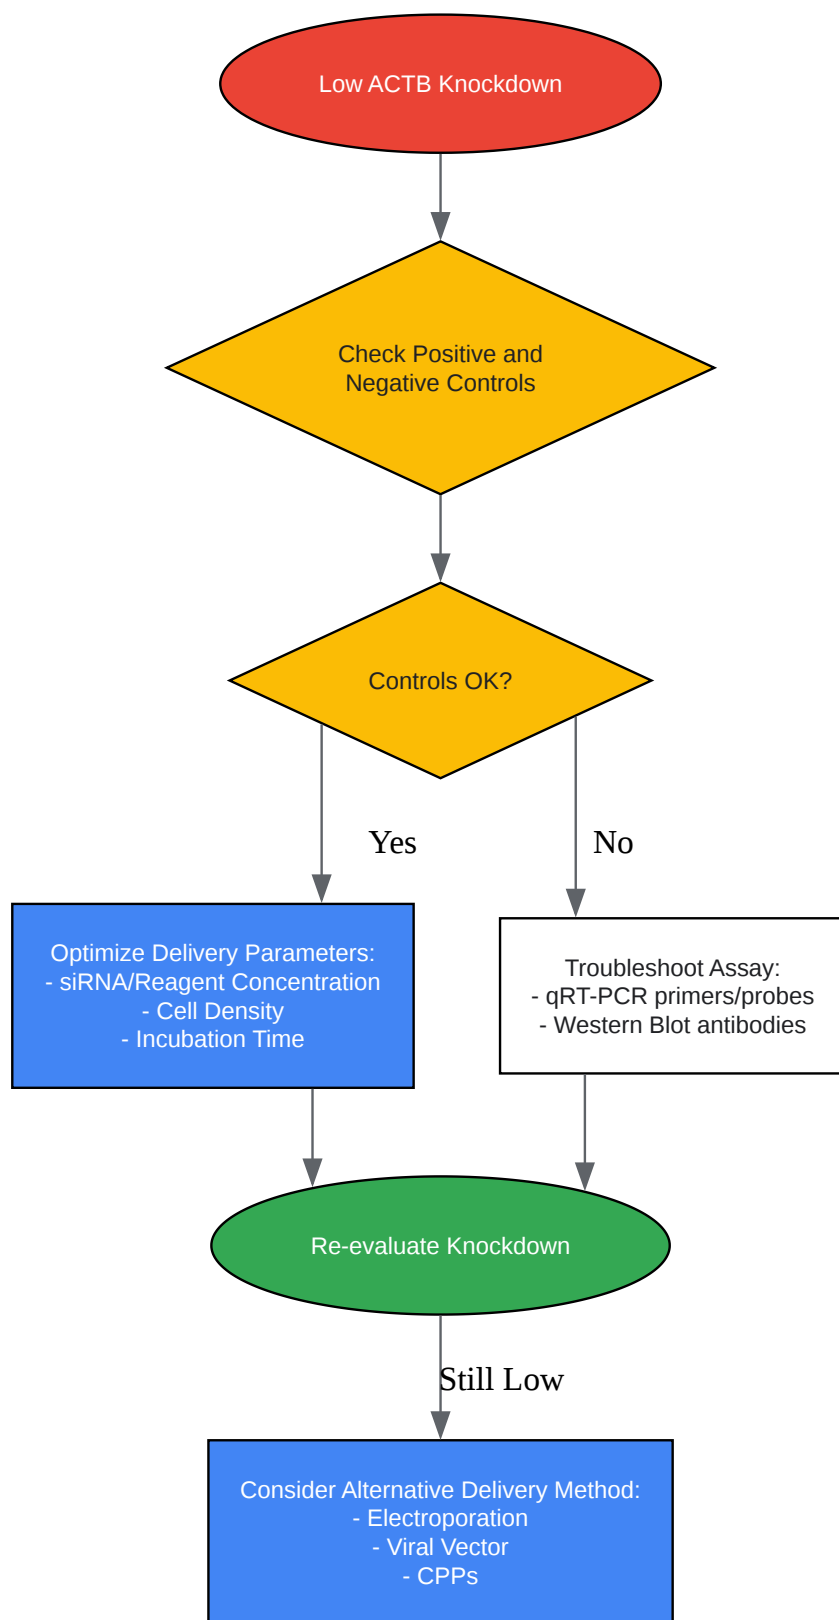 Low ACTB Knockdown
Check Positive and
Negative Controls
Controls OK?
Yes
No
Optimize Delivery Parameters:
- siRNA/Reagent Concentration
- Cell Density
- Incubation Time
Troubleshoot Assay:
- qRT-PCR primers/probes
- Western Blot antibodies
Re-evaluate Knockdown
Still Low
Consider Alternative Delivery Method:
- Electroporation
- Viral Vector
- CPPs